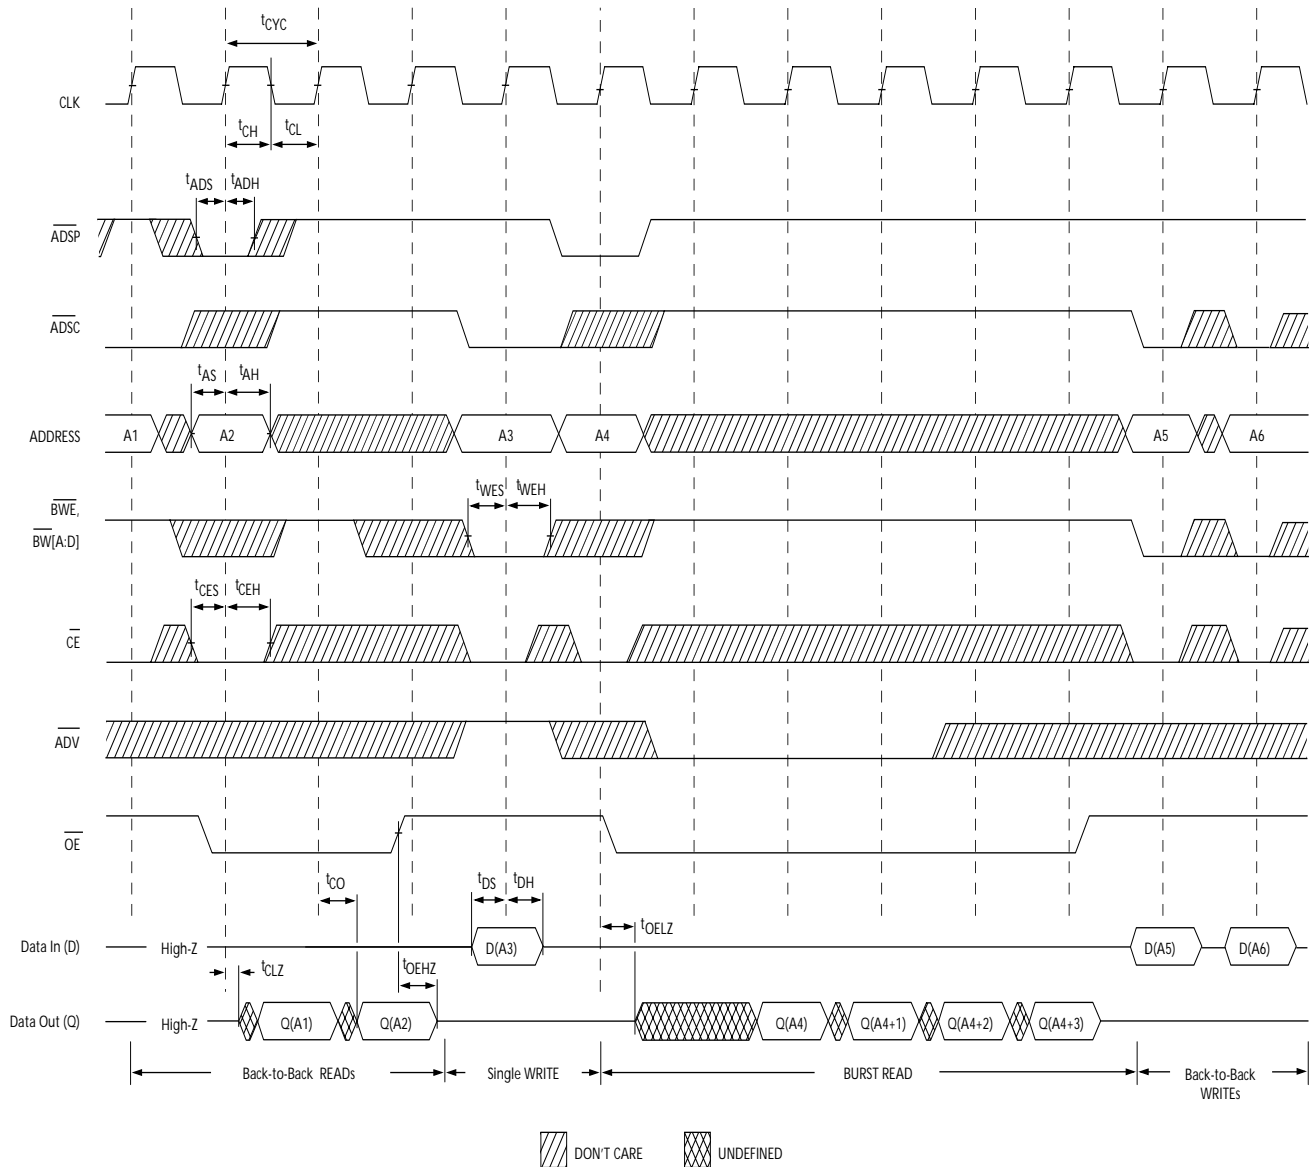 tCYC
CLK
tCH
tCL
tADS
tADH
ADSP
ADSC
tAS
tAH
ADDRESS
A1
A2
A3
A4
A5
A6
tWES
tWEH
BWE,
BW[A:D]
tCES
tCEH
CE
ADV
OE
tCO
tDS
tDH
tOELZ
Data In (D)
High-Z
D(A3)
D(A5)
D(A6)
tCLZ
tOEHZ
Data Out (Q)
High-Z
Q(A1)
Q(A2)
Q(A4)
Q(A4+1)
Q(A4+2)
Q(A4+3)
Back-to-Back READs
Single WRITE
BURST READ
Back-to-Back
WRITEs
DON'T CARE
UNDEFINED